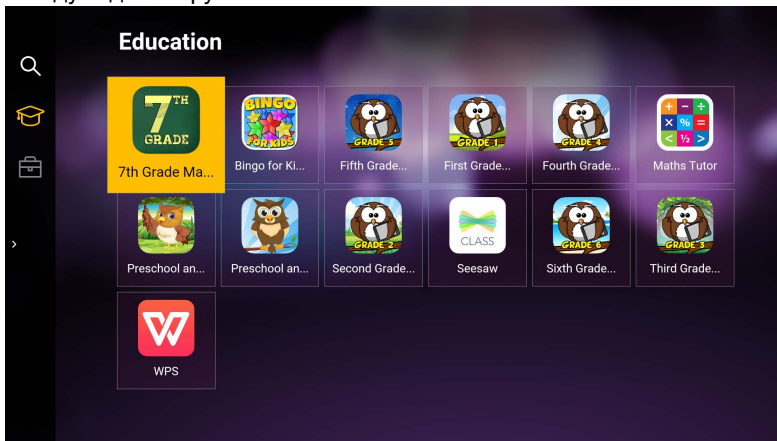 Education
7TH
GRADE
BINGO
FOR KIDS
GRADE 5
GRADE 1
GRADE 4
+ - ÷
× % =
< ½ >
7th Grade Ma...
Bingo for Ki...
Fifth Grade...
First Grade...
Fourth Grade...
Maths Tutor
GRADE 2
CLASS
GRADE 6
GRADE 3
Preschool an...
Preschool an...
Second Grade...
Seesaw
Sixth Grade...
Third Grade...
W
WPS